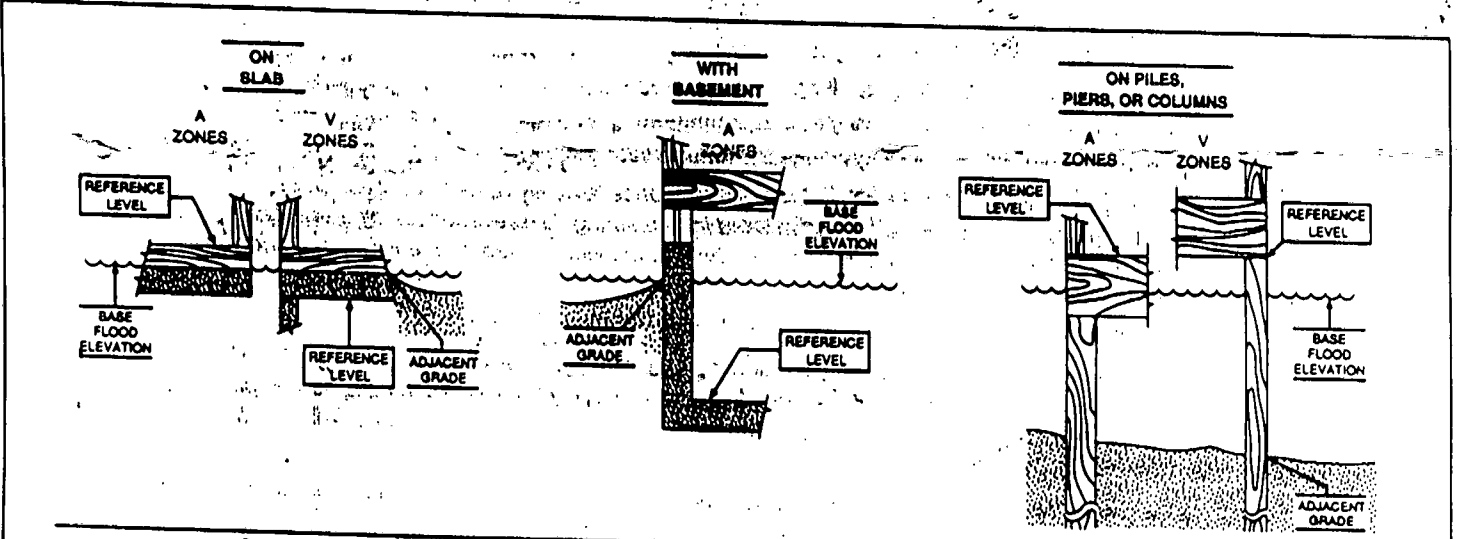 ON
SLAB
A
ZONES
V
ZONES
REFERENCE
LEVEL
BASE
FLOOD
ELEVATION
REFERENCE
LEVEL
ADJACENT
GRADE
WITH
BASEMENT
A
ZONES
BASE
FLOOD
ELEVATION
ADJACENT
GRADE
REFERENCE
LEVEL
ON PILES,
PIERS, OR COLUMNS
A
ZONES
V
ZONES
REFERENCE
LEVEL
REFERENCE
LEVEL
BASE
FLOOD
ELEVATION
ADJACENT
GRADE